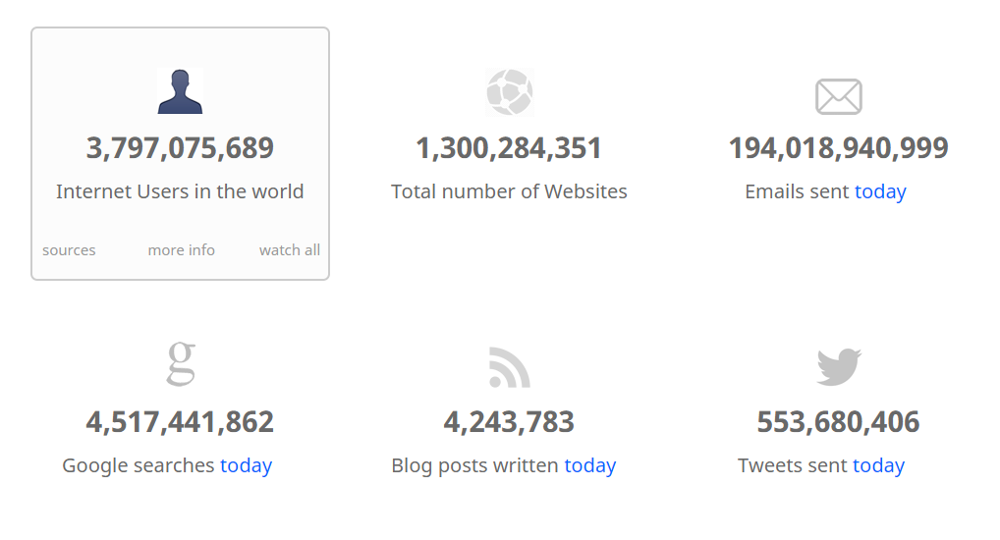 3,797,075,689
Internet Users in the world
sources more info watch all
1,300,284,351
Total number of Websites
194,018,940,999
Emails sent today
g
4,517,441,862
Google searches today
4,243,783
Blog posts written today
553,680,406
Tweets sent today